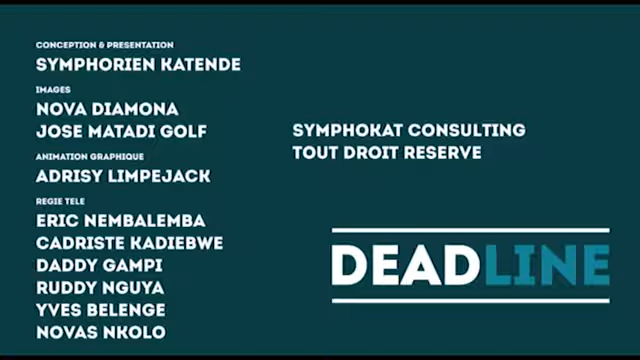 CONCEPTION & PRESENTATION
SYMPHORIEN KATENDE
IMAGES
NOVA DIAMONA
JOSE MATADI GOLF
ANIMATION GRAPHIQUE
ADRISY LIMPEJACK
REGIE TELE
ERIC NEMBALEMBA
CADRISTE KADIEBWE
DADDY GAMPI
RUDDY NGUYA
YVES BELENGE
NOVAS NKOLO
SYMPHOKAT CONSULTING
TOUT DROIT RESERVE
DEADLINE